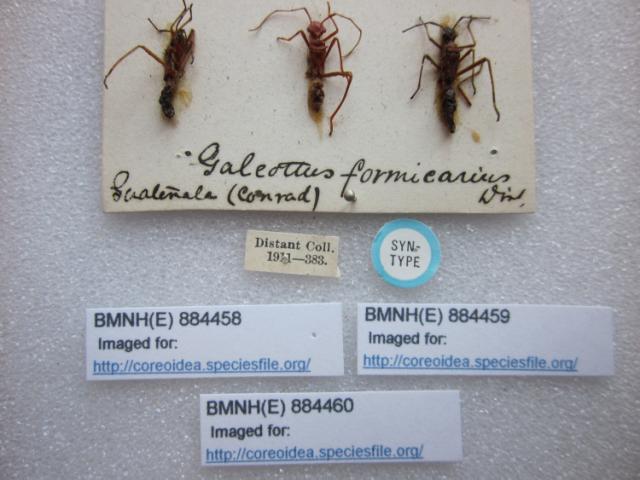 Galeottus formicarius
Guatemala (Conrad) Dist.
Distant Coll.
1911—383.
SYN-
TYPE
BMNH(E) 884458
Imaged for:
http://coreoidea.speciesfile.org/
BMNH(E) 884459
Imaged for:
http://coreoidea.speciesfile.org/
BMNH(E) 884460
Imaged for:
http://coreoidea.speciesfile.org/